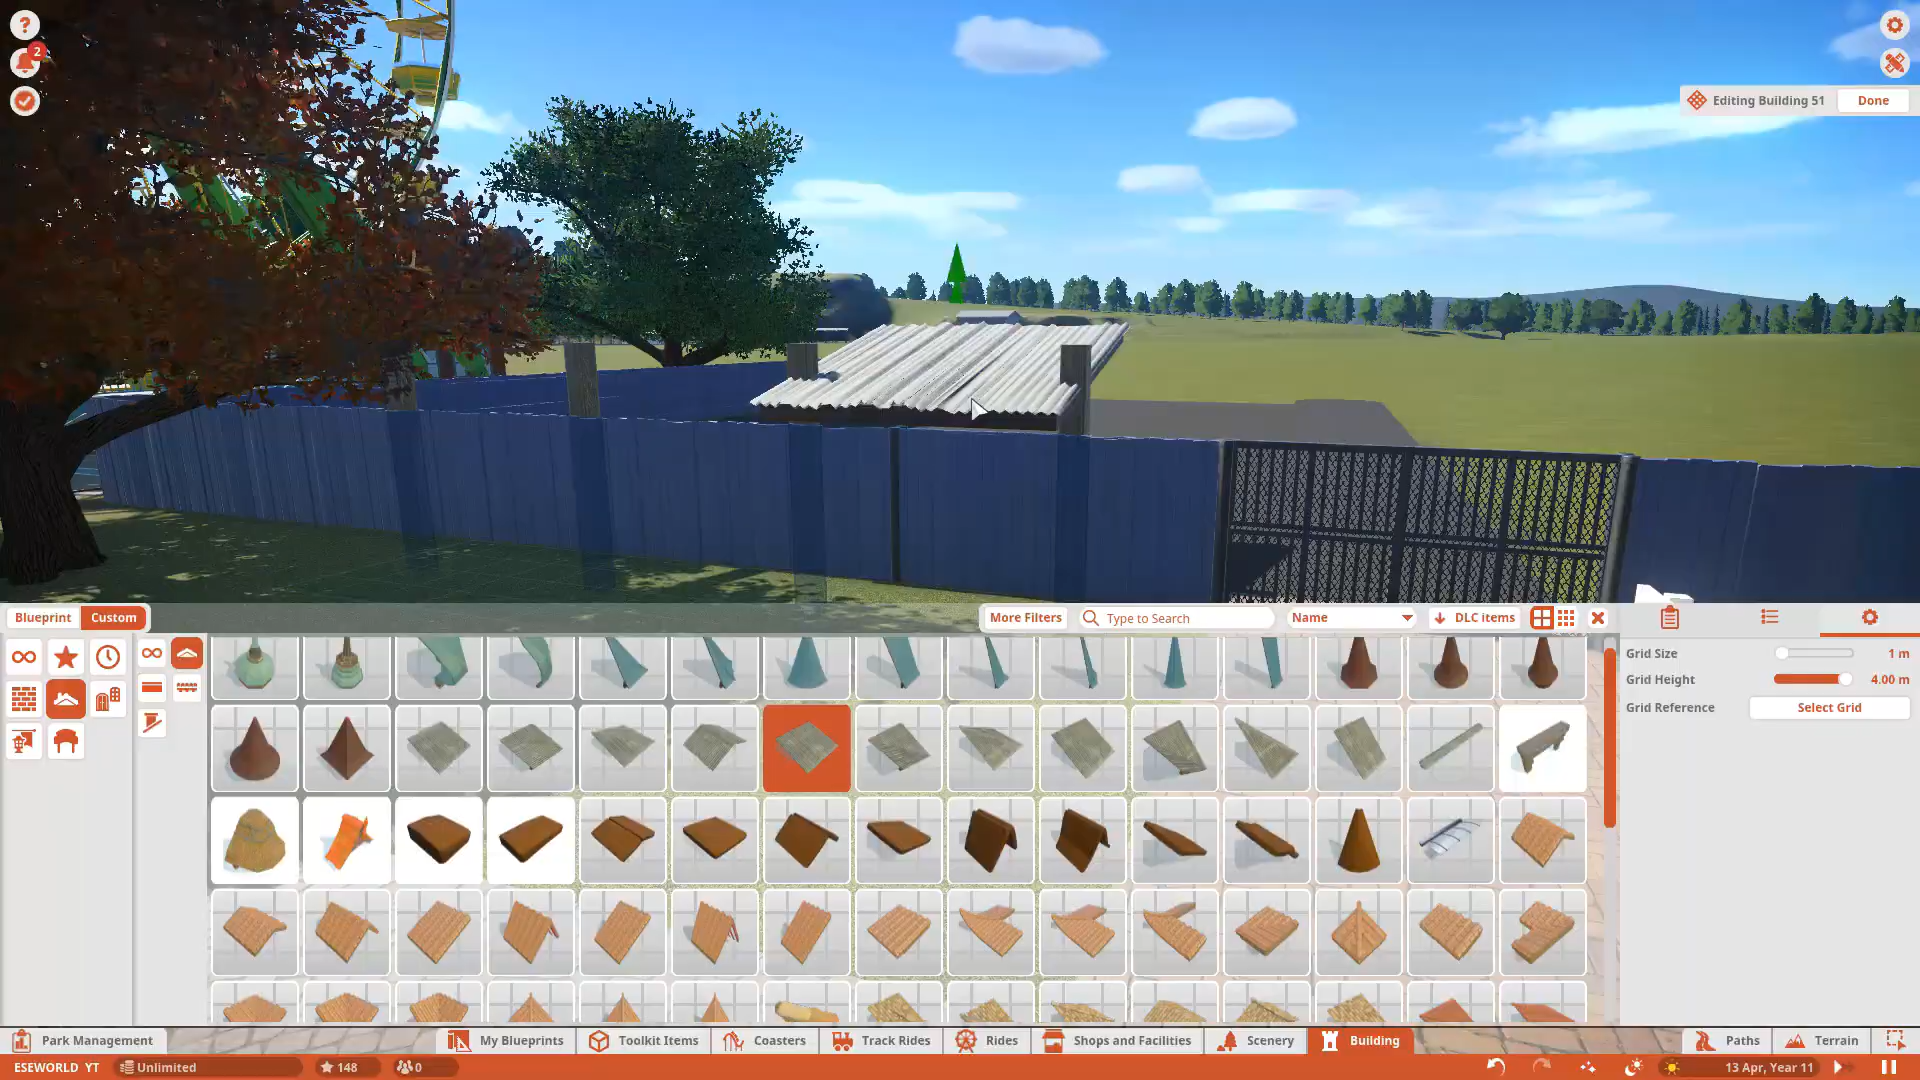 ?
2
Editing Building 51
Done
Blueprint
Custom
More Filters
Type to Search
Name
DLC items
Grid Size
1 m
Grid Height
4.00 m
Grid Reference
Select Grid
Park Management
My Blueprints
Toolkit Items
Coasters
Track Rides
Rides
Shops and Facilities
Scenery
Building
Paths
Terrain
ESEWORLD YT
Unlimited
148
0
13 Apr, Year 11